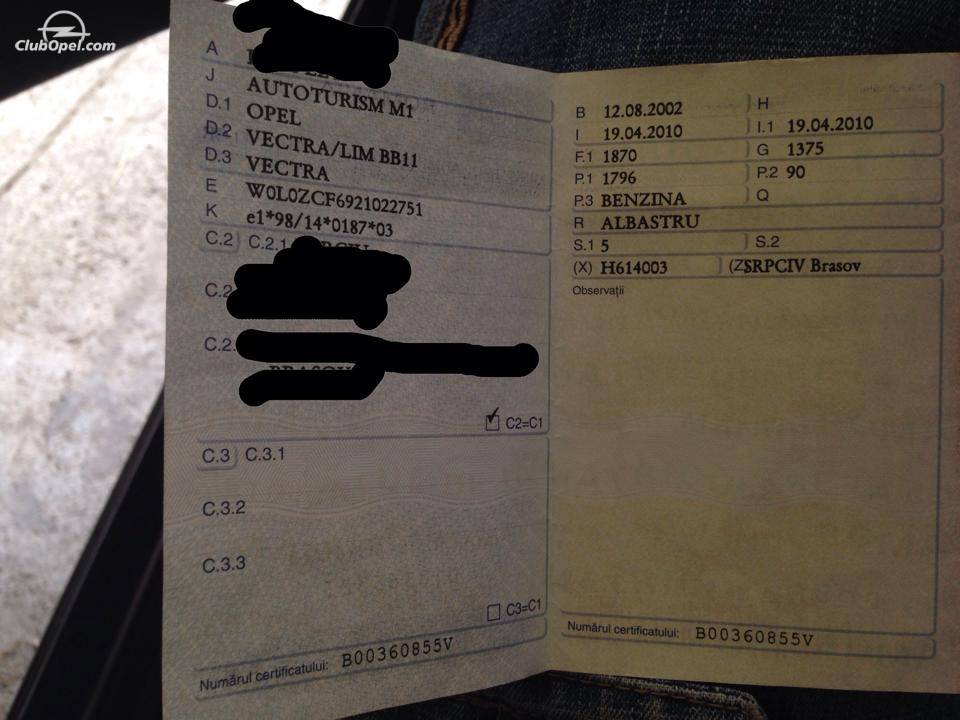 ClubOpel.com
A
J AUTOTURISM M1
D.1 OPEL
D.2 VECTRA/LIM BB11
D.3 VECTRA
E W0L0ZCF6921022751
K e1*98/14*0187*03
C.2 C.2.1
C.2
C.2.
C2=C1
C.3 C.3.1
C.3.2
C.3.3
C3=C1
Numărul certificatului: B00360855V
B 12.08.2002 H
I 19.04.2010 I.1 19.04.2010
F.1 1870 G 1375
P.1 1796 P.2 90
P.3 BENZINA Q
R ALBASTRU
S.1 5 S.2
(X) H614003 (Z SRPCIV Brasov
Observaţii
Numărul certificatului: B00360855V